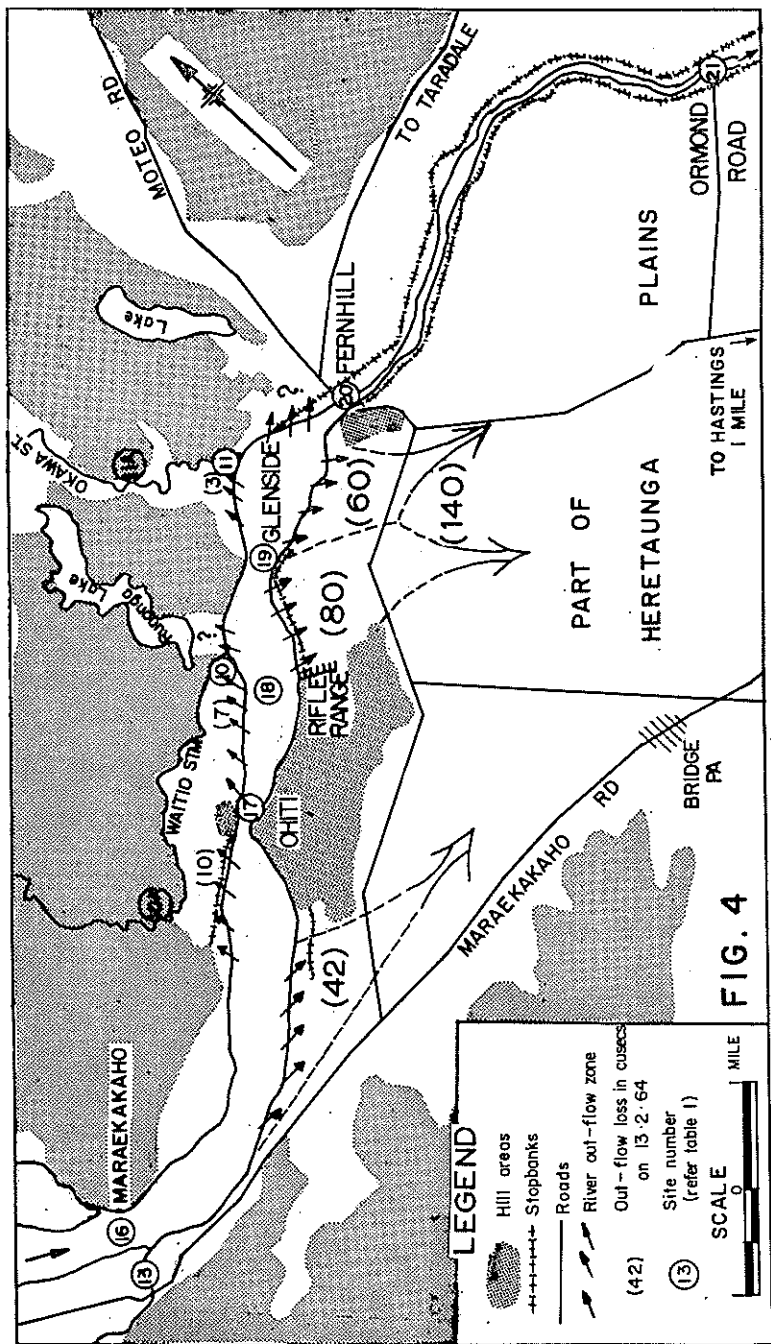 MOTEO RD
TO TARADALE
Lake
OKAWA ST.
11A
11
(3)
GLENSIDE
?
20
FERNHILL
21
ORMOND
ROAD
PLAINS
Lake
Runanga
?
10
19
(60)
(140)
(80)
18
RIFLE
RANGE
(7)
WAITIO STM.
17
OHITI
(10)
PART OF
HERETAUNGA
TO HASTINGS
1 MILE
MARAEKAKAHO
16
13
(42)
MARAEKAKAHO RD
BRIDGE
PA
FIG. 4
LEGEND
Hill areas
Stopbanks
Roads
River out-flow zone
(42)
Out-flow loss in cusecs
on 13·2·64
13
Site number
(refer table 1)
SCALE
0
1 MILE